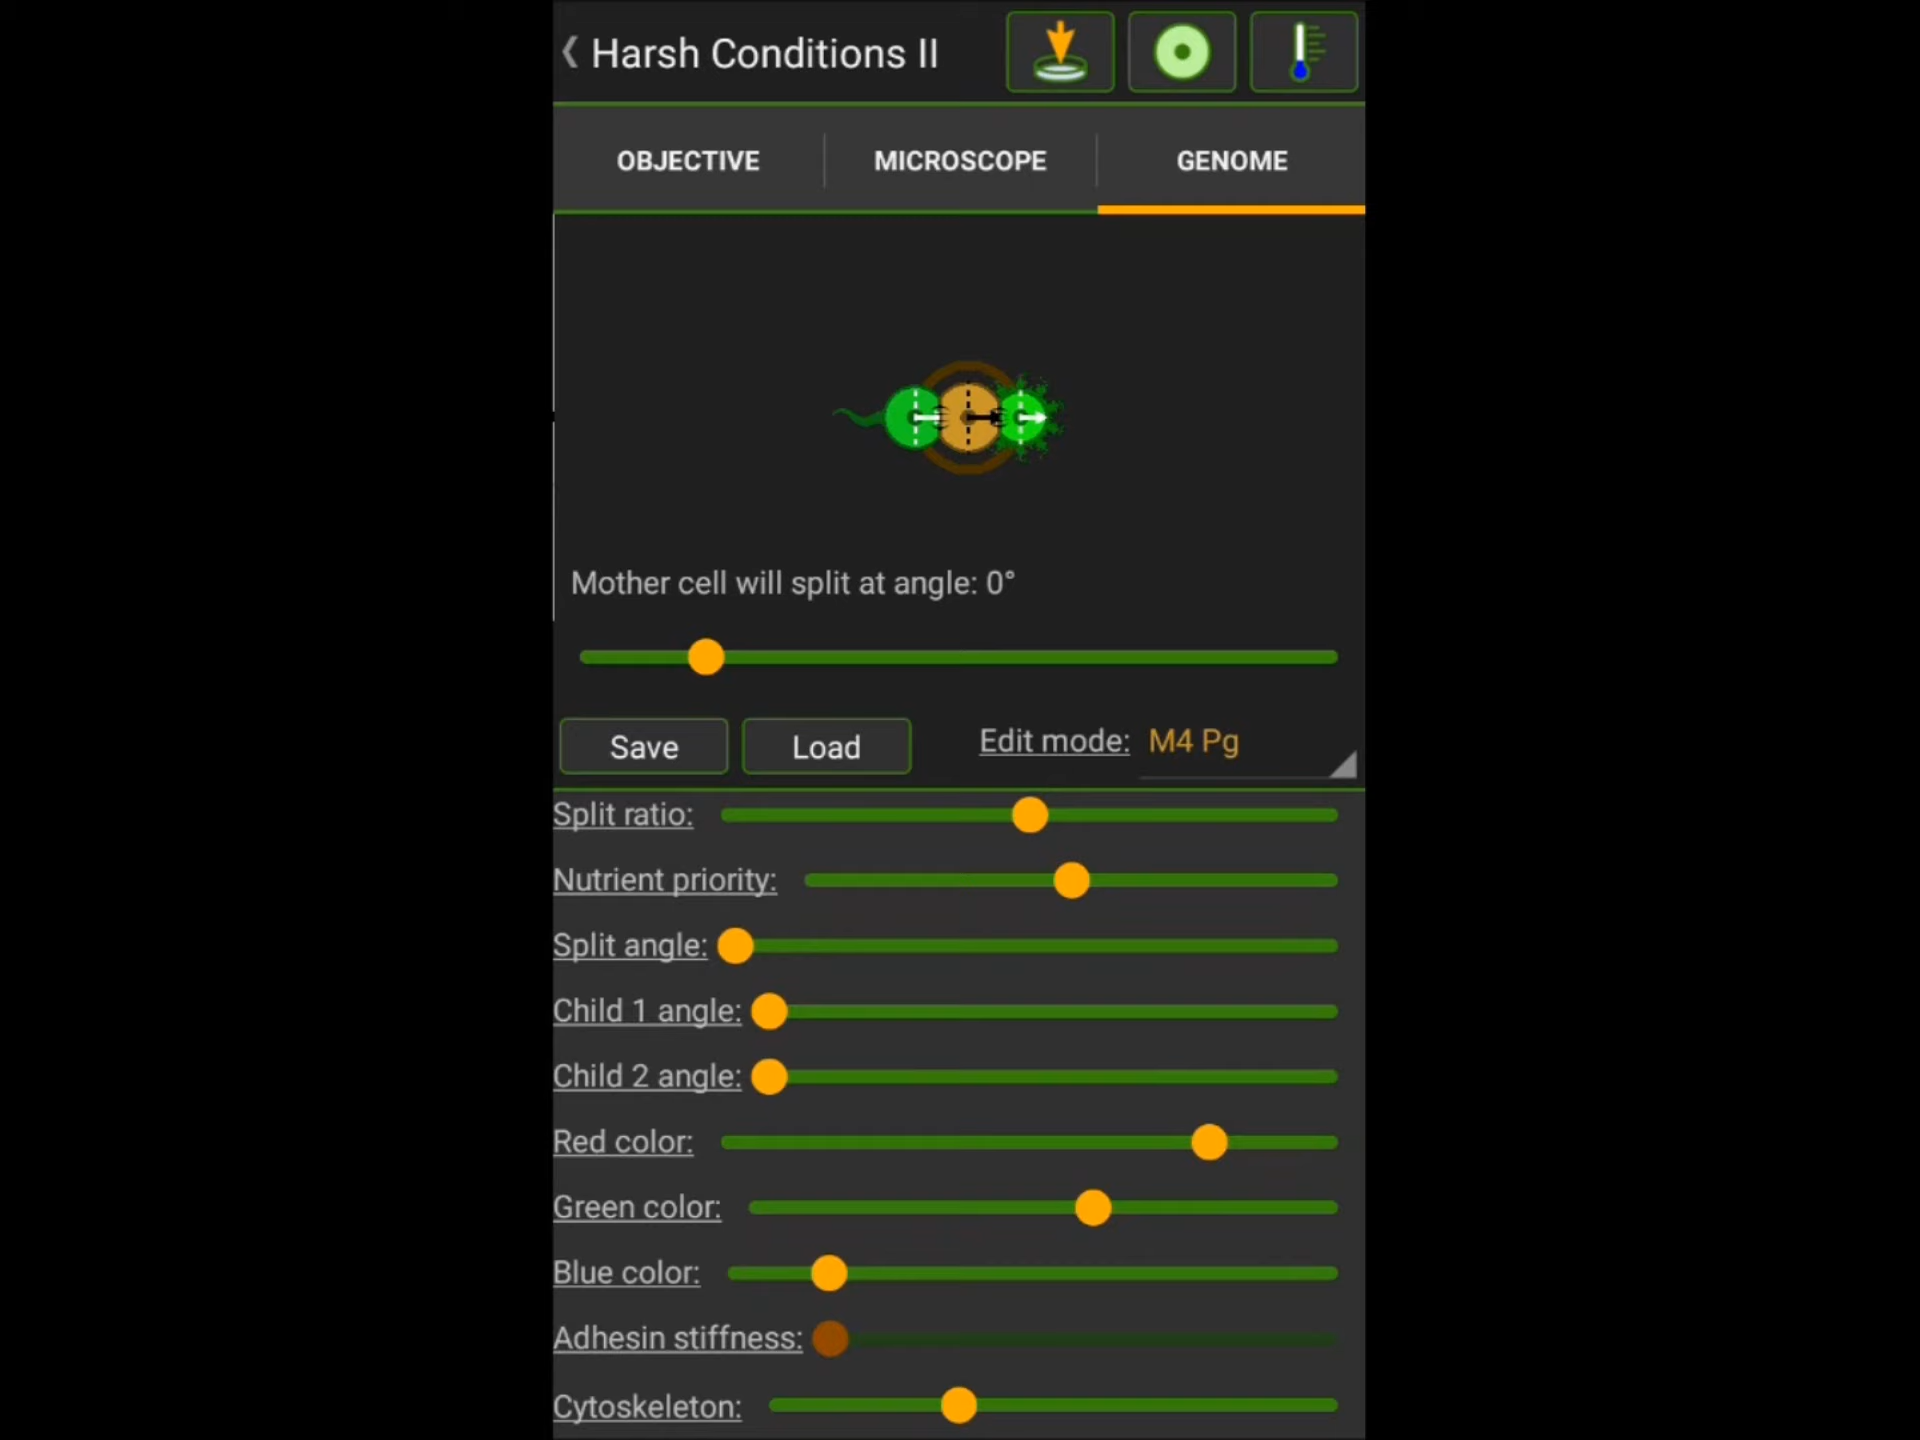 Harsh Conditions II
OBJECTIVE
MICROSCOPE
GENOME
Mother cell will split at angle: 0°
Save
Load
Edit mode: M4 Pg
Split ratio:
Nutrient priority:
Split angle:
Child 1 angle:
Child 2 angle:
Red color:
Green color:
Blue color:
Adhesin stiffness:
Cytoskeleton: